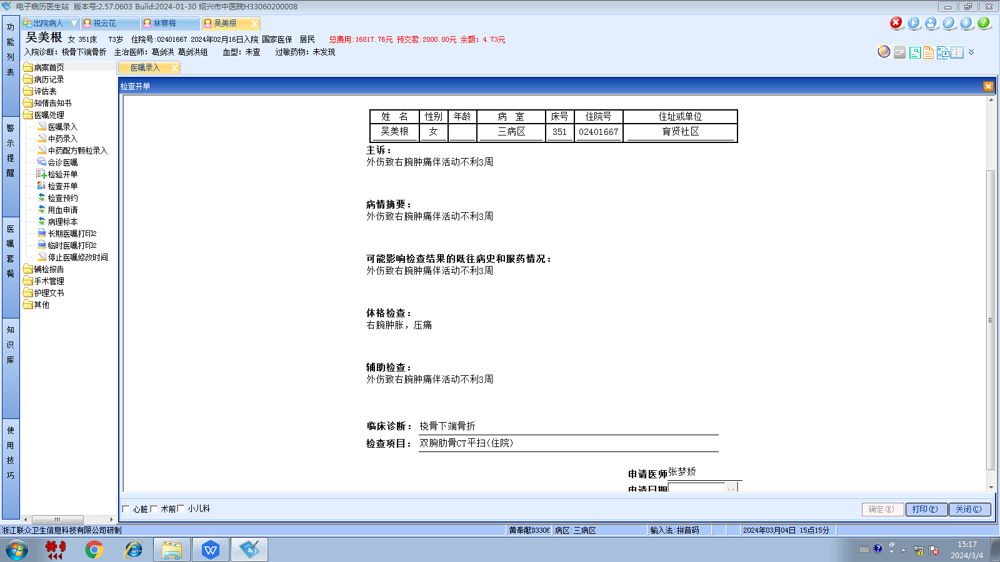 电子病历医生站 版本号:2.57.0603 Build:2024-01-30 绍兴市中医院H33060200008
出院病人 祝云花 林赛梅 吴美根
吴美根 女 351床 73岁 住院号:02401667 2024年02月16日入院 国家医保 居民 总费用:16817.76元 预交款:2000.00元 余额: 4.73元
入院诊断: 桡骨下端骨折 主治医师: 葛剑洪 葛剑洪组 血型: 未查 过敏药物: 未发现
CP
功能列表
警示提醒
医嘱套餐
知识库
使用技巧
病案首页
病历记录
评估表
知情告知书
医嘱处理
医嘱录入
中药录入
中药配方颗粒录入
会诊医嘱
检验开单
检查开单
检查预约
用血申请
病理标本
长期医嘱打印2
临时医嘱打印2
停止医嘱修改时间
辅检报告
手术管理
护理文书
其他
医嘱录入
检查开单
姓 名 性别 年龄 病 室 床号 住院号 住址或单位
吴美根 女 三病区 351 02401667 育贤社区
主诉:
外伤致右腕肿痛伴活动不利3周
病情摘要:
外伤致右腕肿痛伴活动不利3周
可能影响检查结果的既往病史和服药情况:
外伤致右腕肿痛伴活动不利3周
体格检查:
右腕肿胀, 压痛
辅助检查:
外伤致右腕肿痛伴活动不利3周
临床诊断: 桡骨下端骨折
检查项目: 双胸肋骨CT平扫(住院)
申请医师 张梦娇
申请日期
心脏 术前 小儿科
确定(E) 打印(P) 关闭(C)
浙江联众卫生信息科技有限公司研制 黄奉献D3306 病区:三病区 输入法:拼音码 2024年03月04日 15点15分
15:17
2024/3/4